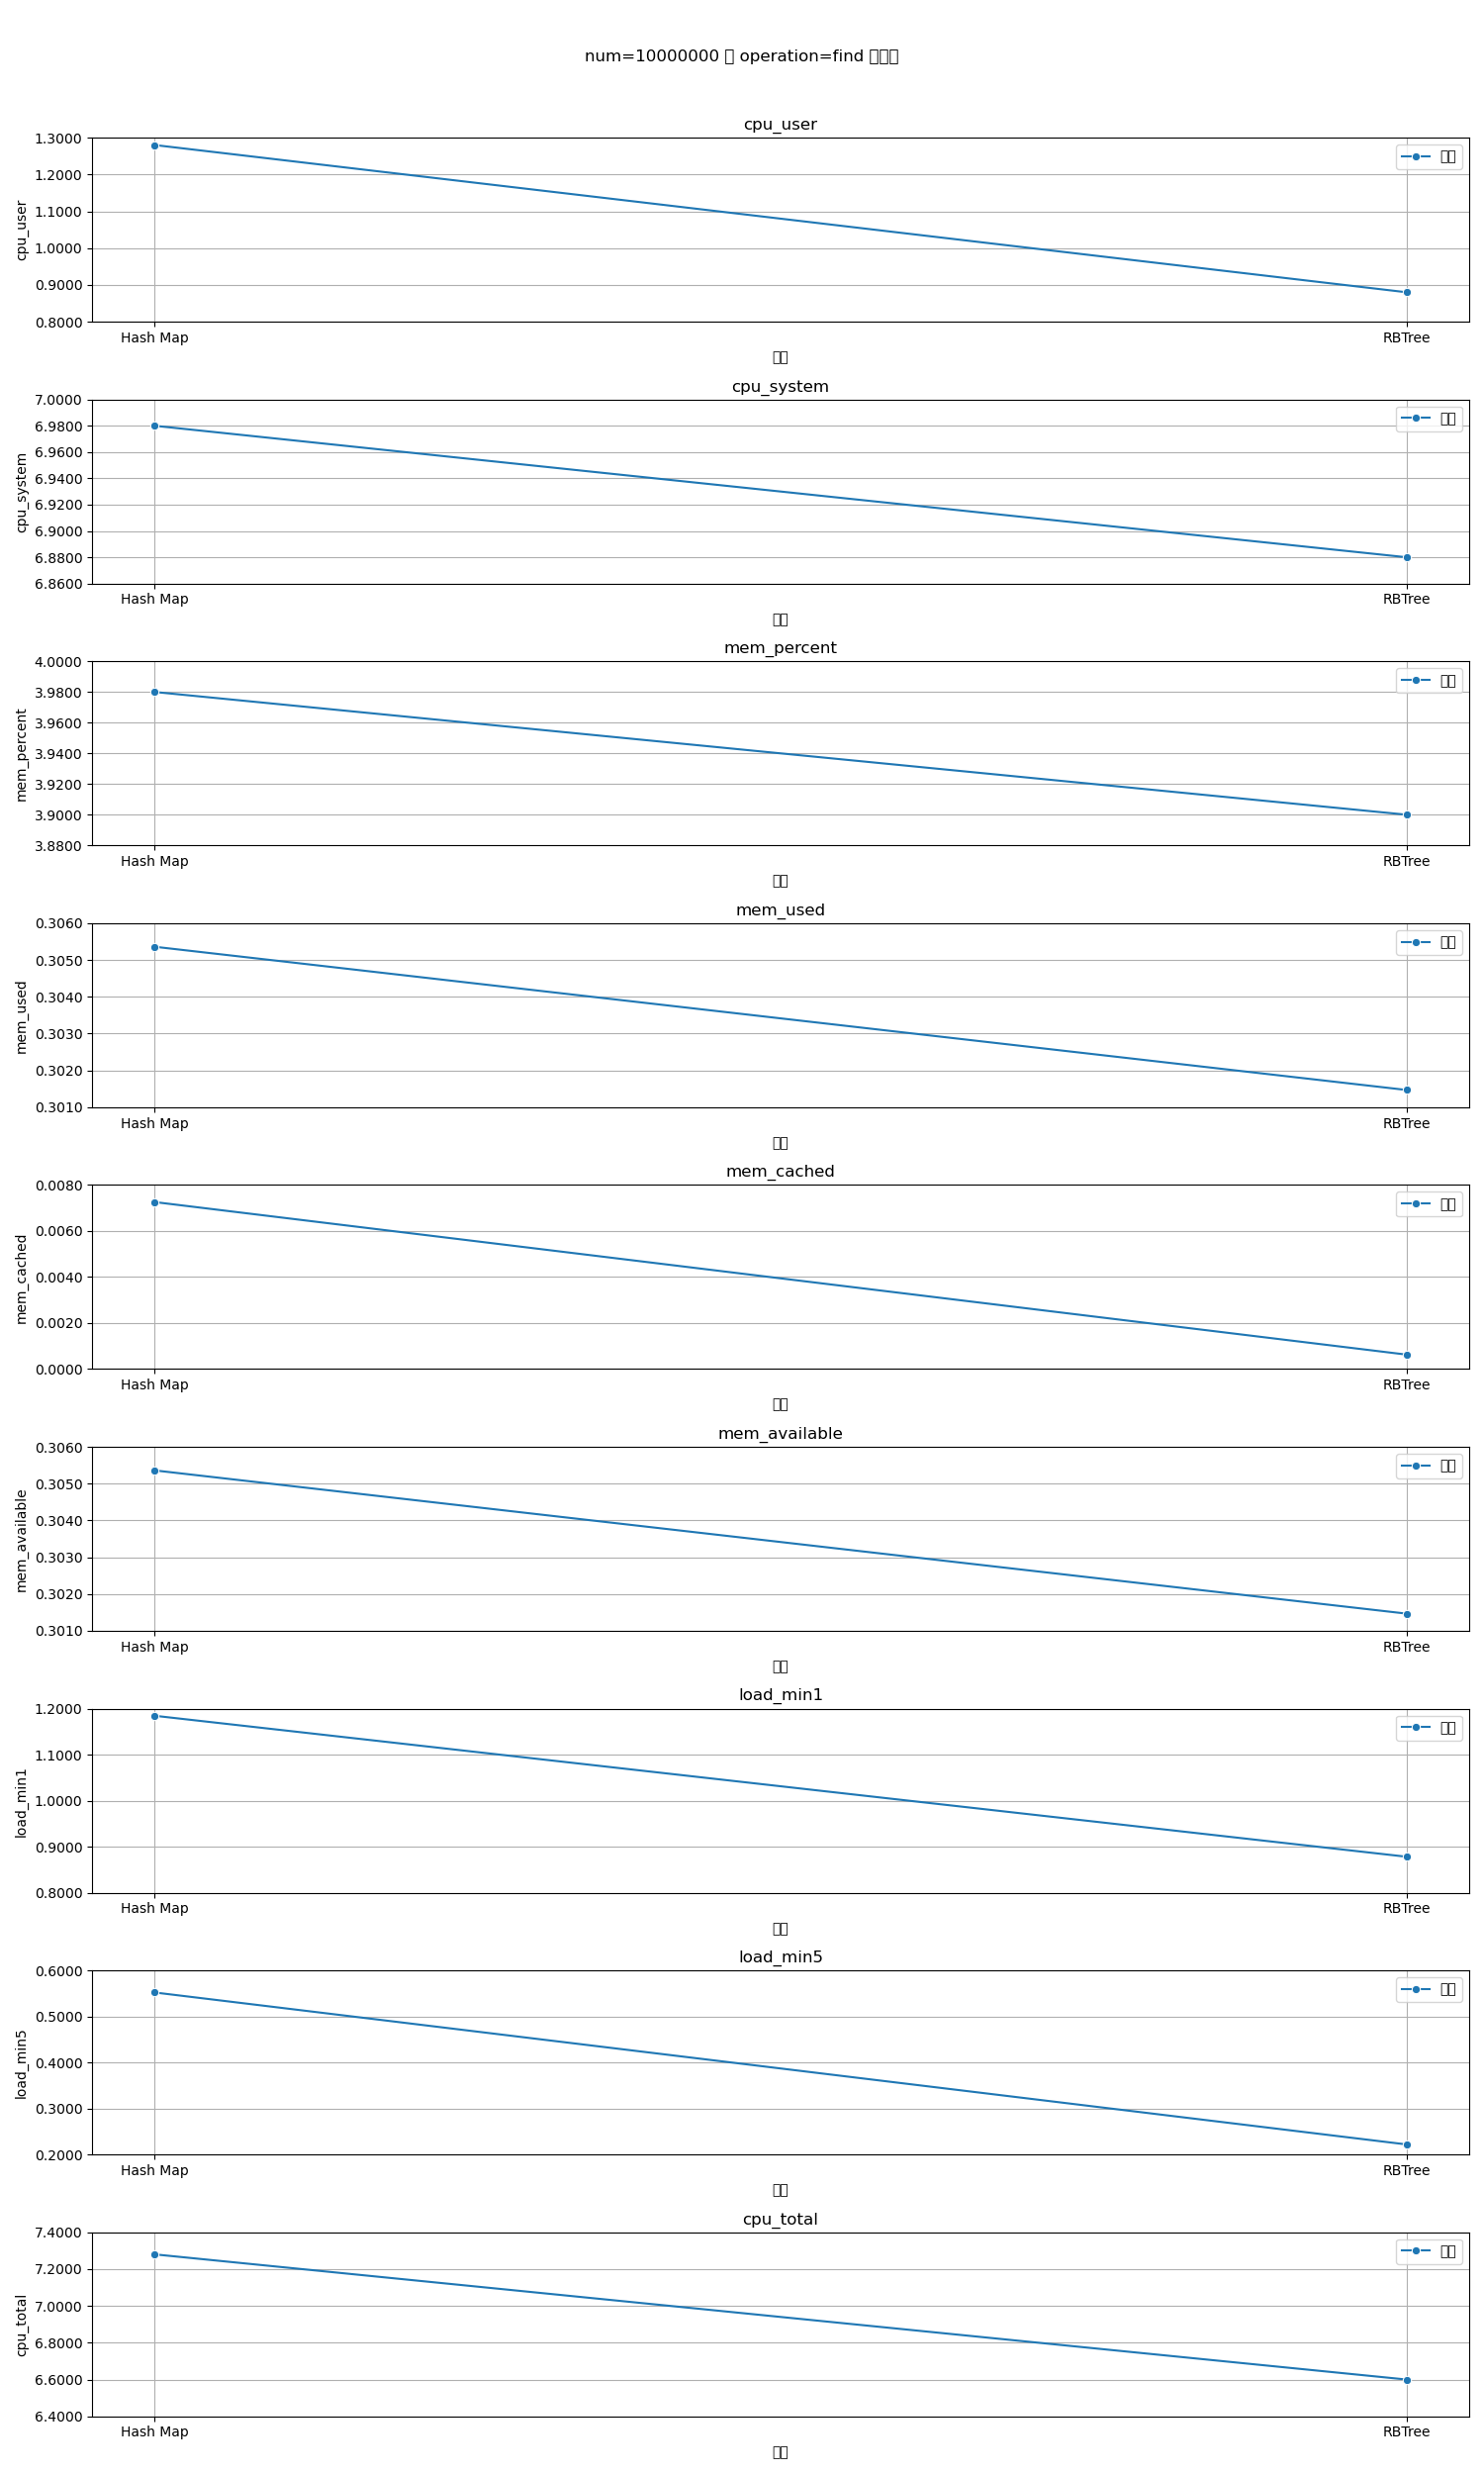 num=10000000 operation=find
cpu_user
1.3000
1.2000
1.1000
1.0000
0.9000
0.8000
cpu_user
Hash Map
RBTree
cpu_system
7.0000
6.9800
6.9600
6.9400
6.9200
6.9000
6.8800
6.8600
cpu_system
Hash Map
RBTree
mem_percent
4.0000
3.9800
3.9600
3.9400
3.9200
3.9000
3.8800
mem_percent
Hash Map
RBTree
mem_used
0.3060
0.3050
0.3040
0.3030
0.3020
0.3010
mem_used
Hash Map
RBTree
mem_cached
0.0080
0.0060
0.0040
0.0020
0.0000
mem_cached
Hash Map
RBTree
mem_available
0.3060
0.3050
0.3040
0.3030
0.3020
0.3010
mem_available
Hash Map
RBTree
load_min1
1.2000
1.1000
1.0000
0.9000
0.8000
load_min1
Hash Map
RBTree
load_min5
0.6000
0.5000
0.4000
0.3000
0.2000
load_min5
Hash Map
RBTree
cpu_total
7.4000
7.2000
7.0000
6.8000
6.6000
6.4000
cpu_total
Hash Map
RBTree